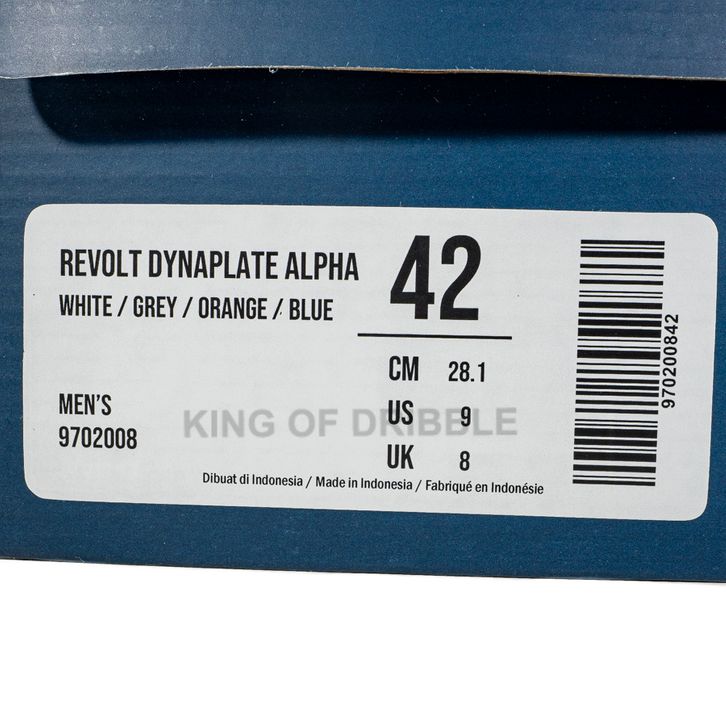 REVOLT DYNAPLATE ALPHA
WHITE / GREY / ORANGE / BLUE
42
CM 28.1
US 9
UK 8
MEN'S
9702008
KING OF DRIBBLE
Dibuat di Indonesia / Made in Indonesia / Fabriqué en Indonésie
970200842